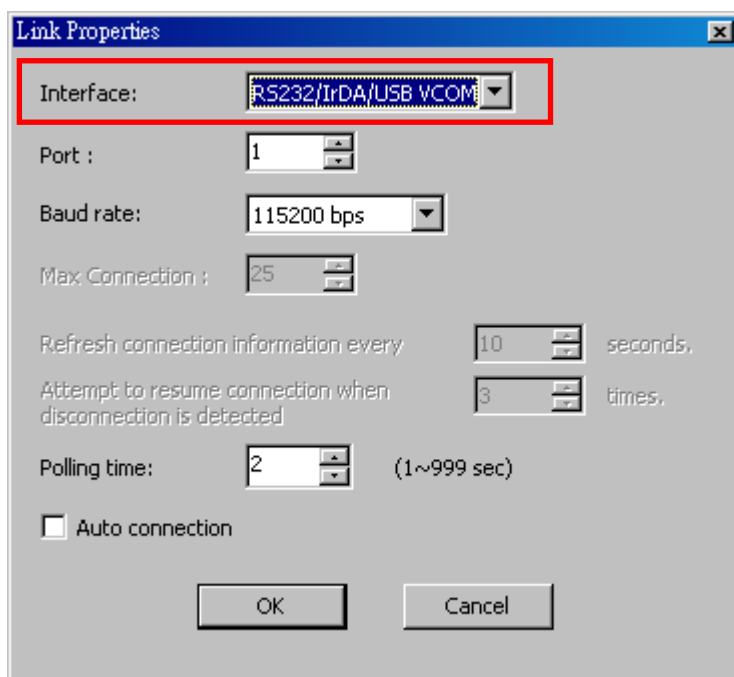 Link Properties
Interface: RS232/IrDA/USB VCOM
Port : 1
Baud rate: 115200 bps
Max Connection : 25
Refresh connection information every 10 seconds.
Attempt to resume connection when
disconnection is detected 3 times.
Polling time: 2 (1~999 sec)
Auto connection
OK Cancel